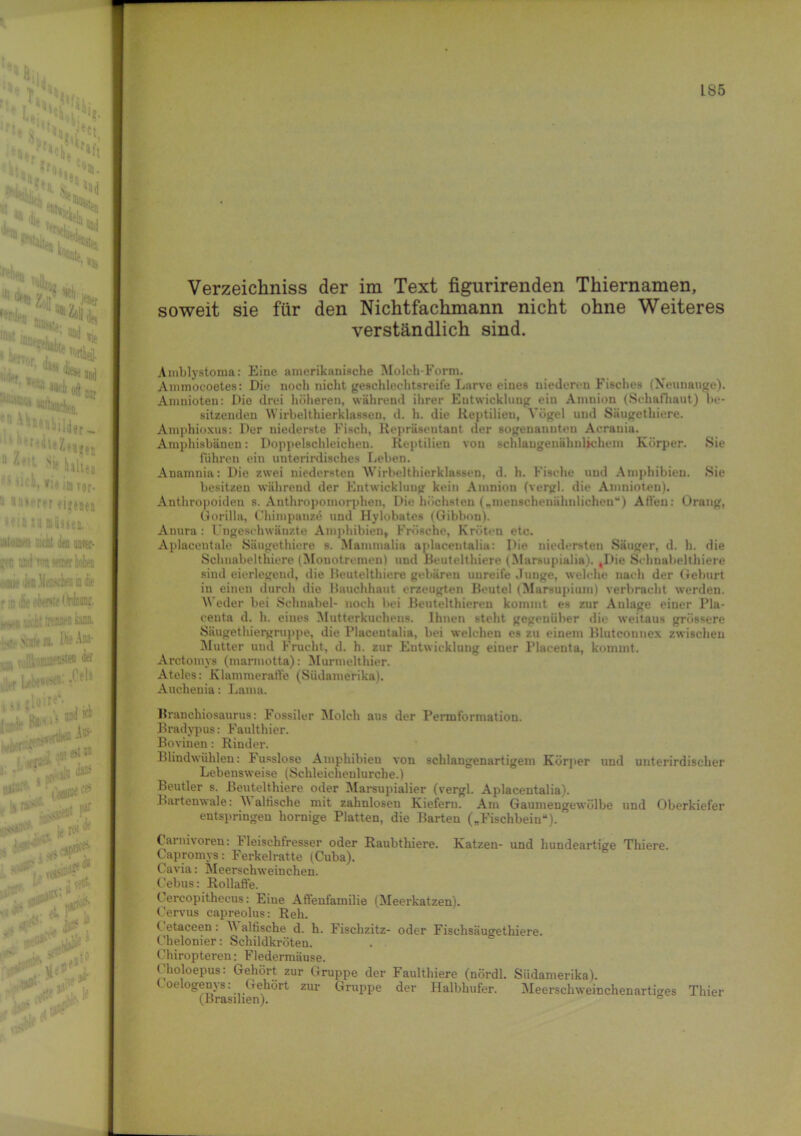 185
Verzeichniss der im Text figurirenden Thiernamen,
soweit sie für den Nichtfachmann nicht ohne Weiteres
verständlich sind.
Amblystoma: Eine amerikanische Molch-Form.
Ammocoetes: Die noch nicht geschlechtsreife Larve eines niederen Fisches (Neunauge).
Amnioten: Die drei höheren, während ihrer Entwicklung ein Amnion (Schafhaut) be-
sitzenden Wirbelthierklassen, d. h. die Reptilien, Vögel und Säugethiere.
Amphioxus: Der niederste Fisch, Repräsentant der sogenannten Acrania.
Amphisbänen: Doppelschleichen. Reptilien von schlangenähnlichem Körper. Sie
führen ein unterirdisches Leben.
Anamnia: Die zwei niedersten Wirbelthierklassen, d. h. Fische und Amphibien. Sie
besitzen während der Entwicklung kein Amnion (vergl. die Amnioten).
Anthropoiden s. Anthropomorphen, Die höchsten („menschenähnlichen“) Affen: Orang,
Gorilla, Chimpanzé und Hylobates (Gibbon).
Anura: Ungeschwänzte Amphibien, Frösche, Kröten etc.
Aplacentale Säugethiere s. Mammalia aplacentalia: Die niedersten Säuger, d. h. die
Schnabelthiere (Monotremen) und Beutelthiere (Marsupialia). Die Schnabelthiere
sind eierlegend, die Beutelthiere gebären unreife Junge, welche nach der Geburt
in einen durch die Bauchhaut erzeugten Beutel (Marsupium) verbracht werden.
Weder bei Schnabel- noch bei Beutelthieren kommt es zur Anlage einer Pla-
centa d. h. eines Mutterkuchens. Ihnen steht gegenüber die weitaus grössere
Säugethiergruppe, die Placentalia, bei welchen es zu einem Blutconnex zwischen
Mutter und Frucht, d. h. zur Entwicklung einer Placenta, kommt.
Arctomys (marmotta): Murmelthier.
Ateles: Klammeraffe (Südamerika).
Auchenia: Lama.
Branchiosaurus: Fossiler Molch aus der Permformation.
Bradypus: Faulthier.
Bovinen: Rinder.
Blindwühlen: Fusslose Amphibien von schlangenartigem Körper und unterirdischer
Lebensweise (Schleichenlurche.)
Beutler s. Beutelthiere oder Marsupialier (vergl. Aplacentalia).
Bartenwale: Walfische mit zahnlosen Kiefern. Am Gaumengewölbe und Oberkiefer
entspringen hornige Platten, die Barten („Fischbein“).
Carnivoren: Fleischfresser oder Raubthiere. Katzen- und hundeartige Thiere.
Capromys: Ferkelratte (Cuba).
Cavia: Meerschweinchen.
Cebus: Rollaffe.
Cercopithecus: Eine Affenfamilie (Meerkatzen).
Cervus capreolus: Reh.
Cetaceen: Walfische d. h. Fischzitz- oder Fischsäugethiere.
Chelonier: Schildkröten.
Chiropteren: Fledermäuse.
Choloepus: Gehört zur Gruppe der Faulthiere (nördl. Südamerika).
Coelogenys: Gehört zur Gruppe der Halbhufer. Meerschweinchenartiges Thier
(Brasilien).